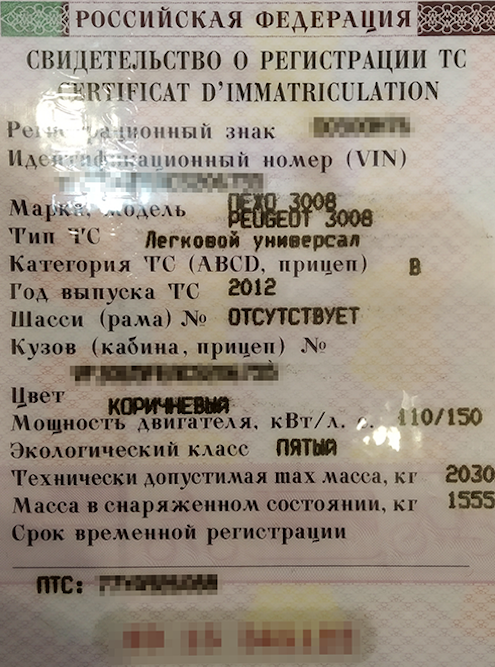 РОССИЙСКАЯ ФЕДЕРАЦИЯ
СВИДЕТЕЛЬСТВО О РЕГИСТРАЦИИ ТС
CERTIFICAT D'IMMATRICULATION
Регистрационный знак
Идентификационный номер (VIN)
Марка, модель ПЕЖО 3008
PEUGEOT 3008
Тип ТС Легковой универсал
Категория ТС (ABCD, прицеп) B
Год выпуска ТС 2012
Шасси (рама) № ОТСУТСТВУЕТ
Кузов (кабина, прицеп) №
Цвет КОРИЧНЕВЫЙ
Мощность двигателя, кВт/л. с. 110/150
Экологический класс ПЯТЫЙ
Технически допустимая max масса, кг 2030
Масса в снаряженном состоянии, кг 1555
Срок временной регистрации
ПТС: